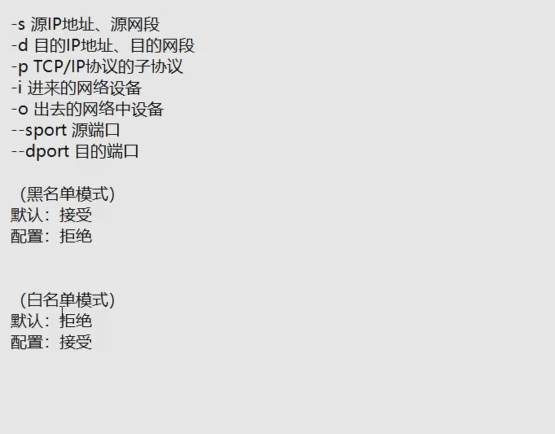 -s 源IP地址、源网段
-d 目的IP地址、目的网段
-p TCP/IP协议的子协议
-i 进来的网络设备
-o 出去的网络中设备
--sport 源端口
--dport 目的端口
（黑名单模式）
默认：接受
配置：拒绝
（白名单模式）
默认：拒绝
配置：接受